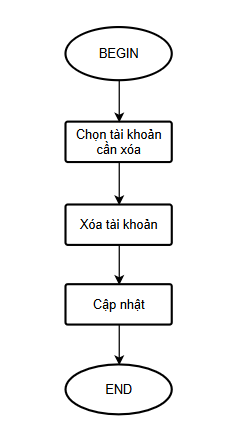 BEGIN
Chọn tài khoản
cần xóa
Xóa tài khoản
Cập nhật
END